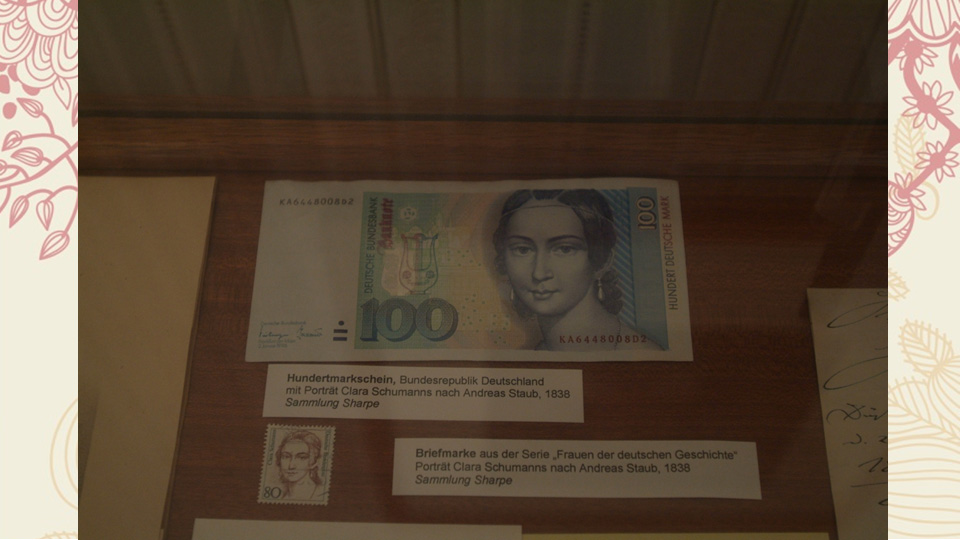 KA6448008D2
DEUTSCHE BUNDESBANK
Banknote
100
HUNDERT DEUTSCHE MARK
100
KA6448008D2
Hundertmarkschein, Bundesrepublik Deutschland
mit Porträt Clara Schumanns nach Andreas Staub, 1838
Sammlung Sharpe
80
Briefmarke aus der Serie „Frauen der deutschen Geschichte“
Porträt Clara Schumanns nach Andreas Staub, 1838
Sammlung Sharpe